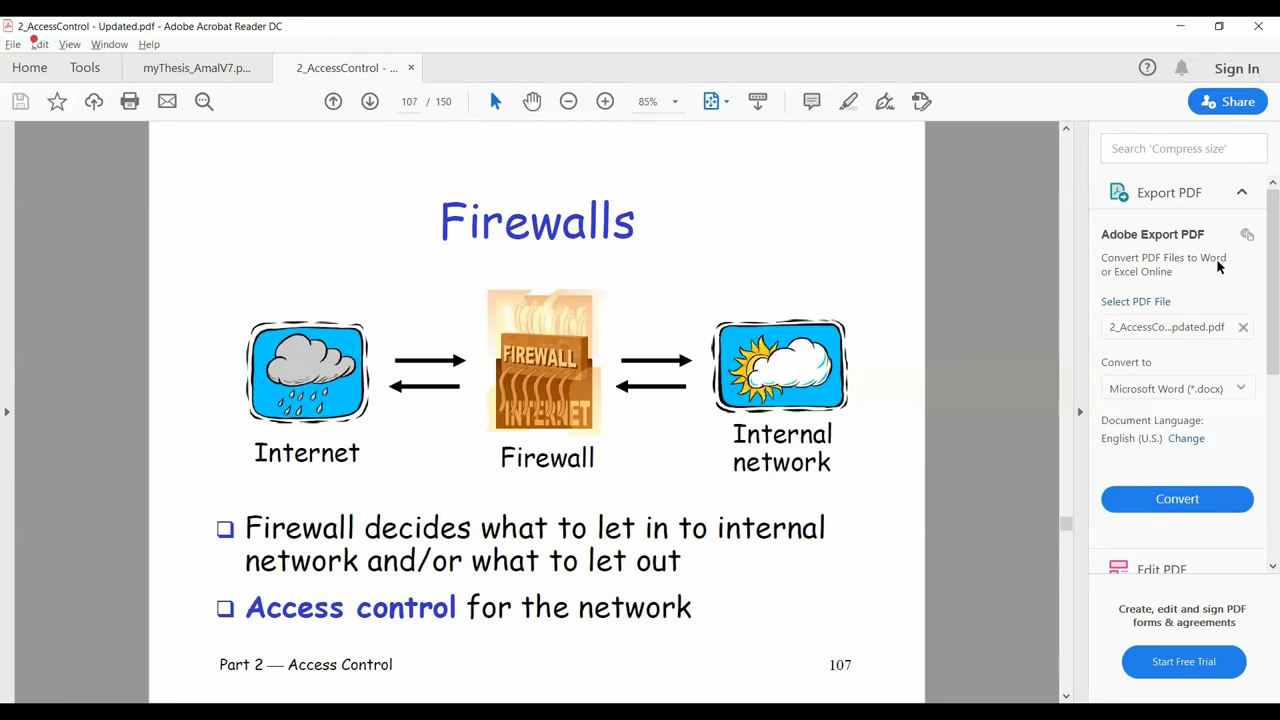 2_AccessControl - Updated.pdf - Adobe Acrobat Reader DC
File Edit View Window Help
Home Tools myThesis_AmalV7.p... 2_AccessControl - ... ×
Sign In
107 / 150
85%
Share
Search 'Compress size'
Export PDF
Adobe Export PDF
Convert PDF Files to Word
or Excel Online
Select PDF File
2_AccessCo...pdated.pdf
Convert to
Microsoft Word (*.docx)
Document Language:
English (U.S.) Change
Convert
Edit PDF
Create, edit and sign PDF
forms & agreements
Start Free Trial
Firewalls
FIREWALL
INTERNET
Internet
Firewall
Internal
network
Firewall decides what to let in to internal
network and/or what to let out
Access control for the network
Part 2 — Access Control
107